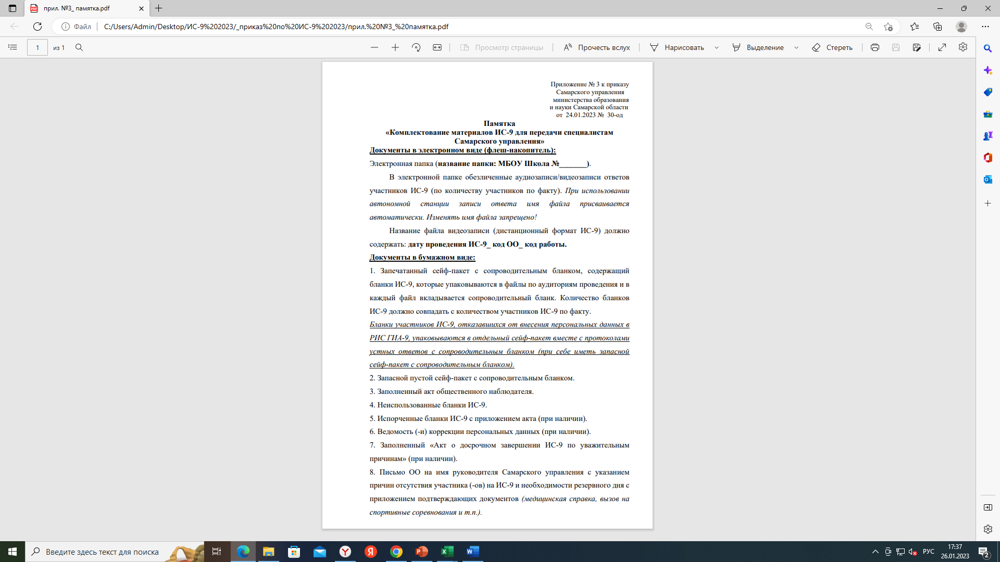 прил. №3_ памятка.pdf
Файл
C:/Users/Admin/Desktop/ИС-9%202023/_приказ%20по%20ИС-9%202023/прил.%20№3_%20памятка.pdf
1
из 1
Просмотр страницы
Прочесть вслух
Нарисовать
Выделение
Стереть
Приложение № 3 к приказу
Самарского управления
министерства образования
и науки Самарской области
от 24.01.2023 № 30-од
Памятка
«Комплектование материалов ИС-9 для передачи специалистам
Самарского управления»
Документы в электронном виде (флеш-накопитель):
Электронная папка (название папки: МБОУ Школа №_______).
В электронной папке обезличенные аудиозаписи/видеозаписи ответов
участников ИС-9 (по количеству участников по факту). При использовании
автономной станции записи ответа имя файла присваивается
автоматически. Изменять имя файла запрещено!
Название файла видеозаписи (дистанционный формат ИС-9) должно
содержать: дату проведения ИС-9_ код ОО_ код работы.
Документы в бумажном виде:
1. Запечатанный сейф-пакет с сопроводительным бланком, содержащий
бланки ИС-9, которые упаковываются в файлы по аудиториям проведения и в
каждый файл вкладывается сопроводительный бланк. Количество бланков
ИС-9 должно совпадать с количеством участников ИС-9 по факту.
Бланки участников ИС-9, отказавшихся от внесения персональных данных в
РИС ГИА-9, упаковываются в отдельный сейф-пакет вместе с протоколами
устных ответов с сопроводительным бланком (при себе иметь запасной
сейф-пакет с сопроводительным бланком).
2. Запасной пустой сейф-пакет с сопроводительным бланком.
3. Заполненный акт общественного наблюдателя.
4. Неиспользованные бланки ИС-9.
5. Испорченные бланки ИС-9 с приложением акта (при наличии).
6. Ведомость (-и) коррекции персональных данных (при наличии).
7. Заполненный «Акт о досрочном завершении ИС-9 по уважительным
причинам» (при наличии).
8. Письмо ОО на имя руководителя Самарского управления с указанием
причин отсутствия участника (-ов) на ИС-9 и необходимости резервного дня с
приложением подтверждающих документов (медицинская справка, вызов на
спортивные соревнования и т.п.).
Введите здесь текст для поиска
РУС
17:37
26.01.2023
2